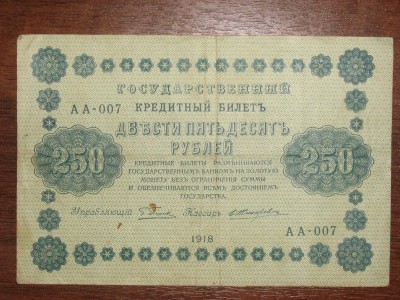 ГОСУДАРСТВЕННЫЙ
КРЕДИТНЫЙ БИЛЕТЪ
АА-007
ДВѢСТИ ПЯТЬДЕСЯТЪ
РУБЛЕЙ
250 250
КРЕДИТНЫЕ БИЛЕТЫ РАЗМѢНИВАЮТСЯ
ГОСУДАРСТВЕННЫМЪ БАНКОМЪ НА ЗОЛОТУЮ
МОНЕТУ БЕЗЪ ОГРАНИЧЕНІЯ СУММЫ
И ОБЕЗПЕЧИВАЮТСЯ ВСѢМЪ ДОСТОЯНІЕМЪ
ГОСУДАРСТВА.
Управляющій Кассиръ
АА-007
1918